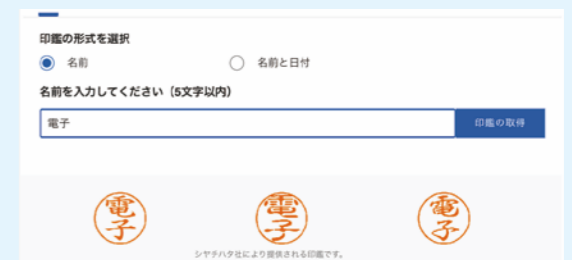 印鑑の形式を選択
名前
名前と日付
名前を入力してください（5文字以内）
電子
印鑑の取得
電子
電子
電子
シヤチハタ社により提供される印鑑です。